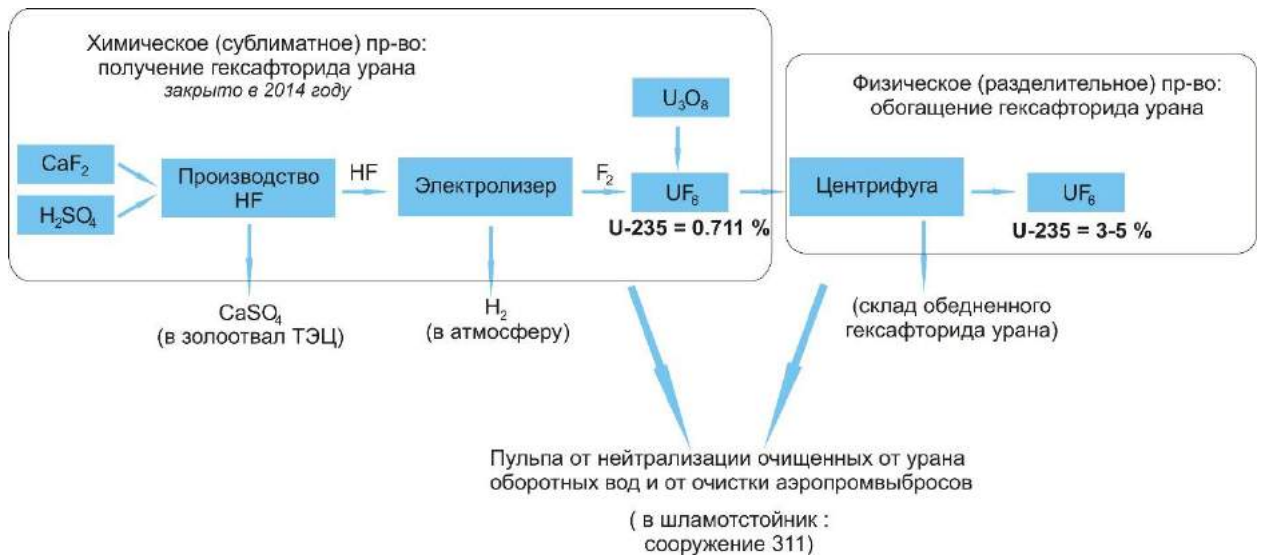 Химическое (сублиматное) пр-во:
получение гексафторида урана
закрыто в 2014 году
CaF₂
H₂SO₄
Производство
HF
HF
Электролизер
F₂
U₃O₈
UF₆
U-235 = 0.711 %
Физическое (разделительное) пр-во:
обогащение гексафторида урана
Центрифуга
UF₆
U-235 = 3-5 %
CaSO₄
(в золоотвал ТЭЦ)
H₂
(в атмосферу)
(склад обедненного
гексафторида урана)
Пульпа от нейтрализации очищенных от урана
оборотных вод и от очистки аэропромвыбросов
( в шламотстойник :
сооружение 311)